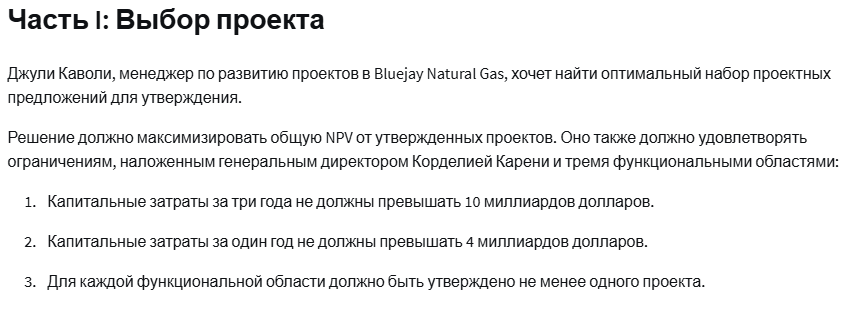 Часть I: Выбор проекта
Джули Каволи, менеджер по развитию проектов в Bluejay Natural Gas, хочет найти оптимальный набор проектных
предложений для утверждения.
Решение должно максимизировать общую NPV от утвержденных проектов. Оно также должно удовлетворять
ограничениям, наложенным генеральным директором Корделией Карени и тремя функциональными областями:
1. Капитальные затраты за три года не должны превышать 10 миллиардов долларов.
2. Капитальные затраты за один год не должны превышать 4 миллиардов долларов.
3. Для каждой функциональной области должно быть утверждено не менее одного проекта.